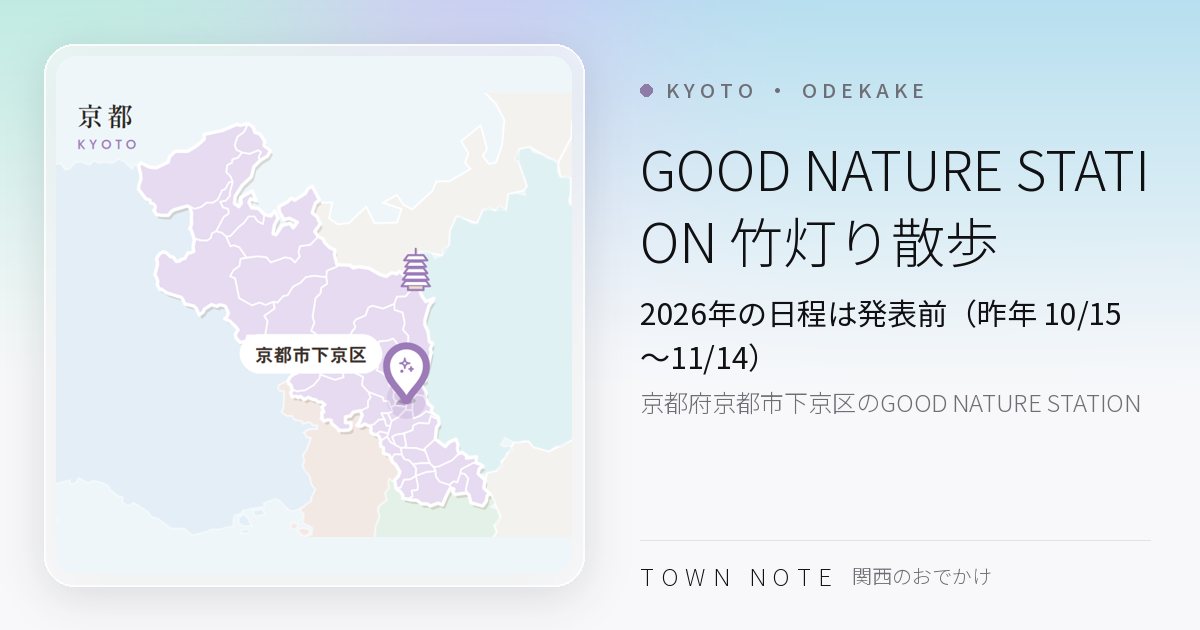 京都
KYOTO
京都市下京区
KYOTO • ODEKAKE
GOOD NATURE STATI
ON 竹灯り散歩
2026年の日程は発表前（昨年 10/15
〜11/14）
京都府京都市下京区のGOOD NATURE STATION
TOWN NOTE 関西のおでかけ